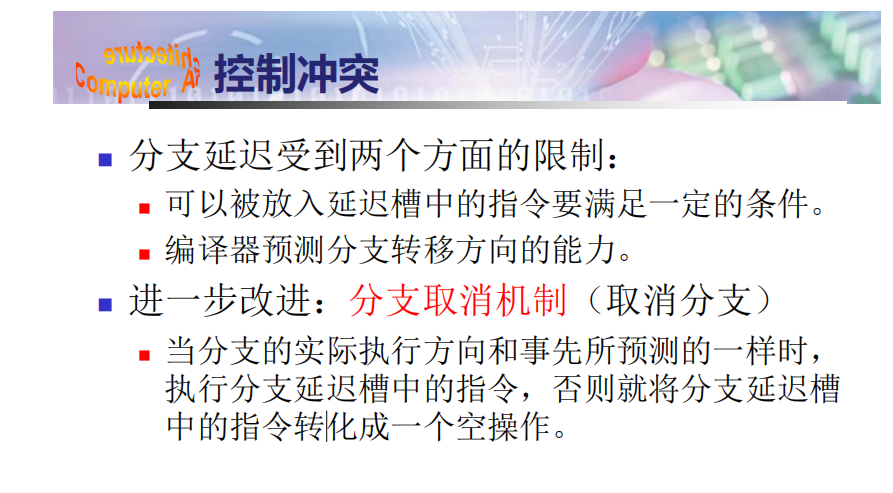 Computer Architecture
控制冲突
分支延迟受到两个方面的限制：
可以被放入延迟槽中的指令要满足一定的条件。
编译器预测分支转移方向的能力。
进一步改进：分支取消机制（取消分支）
当分支的实际执行方向和事先所预测的一样时，
执行分支延迟槽中的指令，否则就将分支延迟槽
中的指令转化成一个空操作。